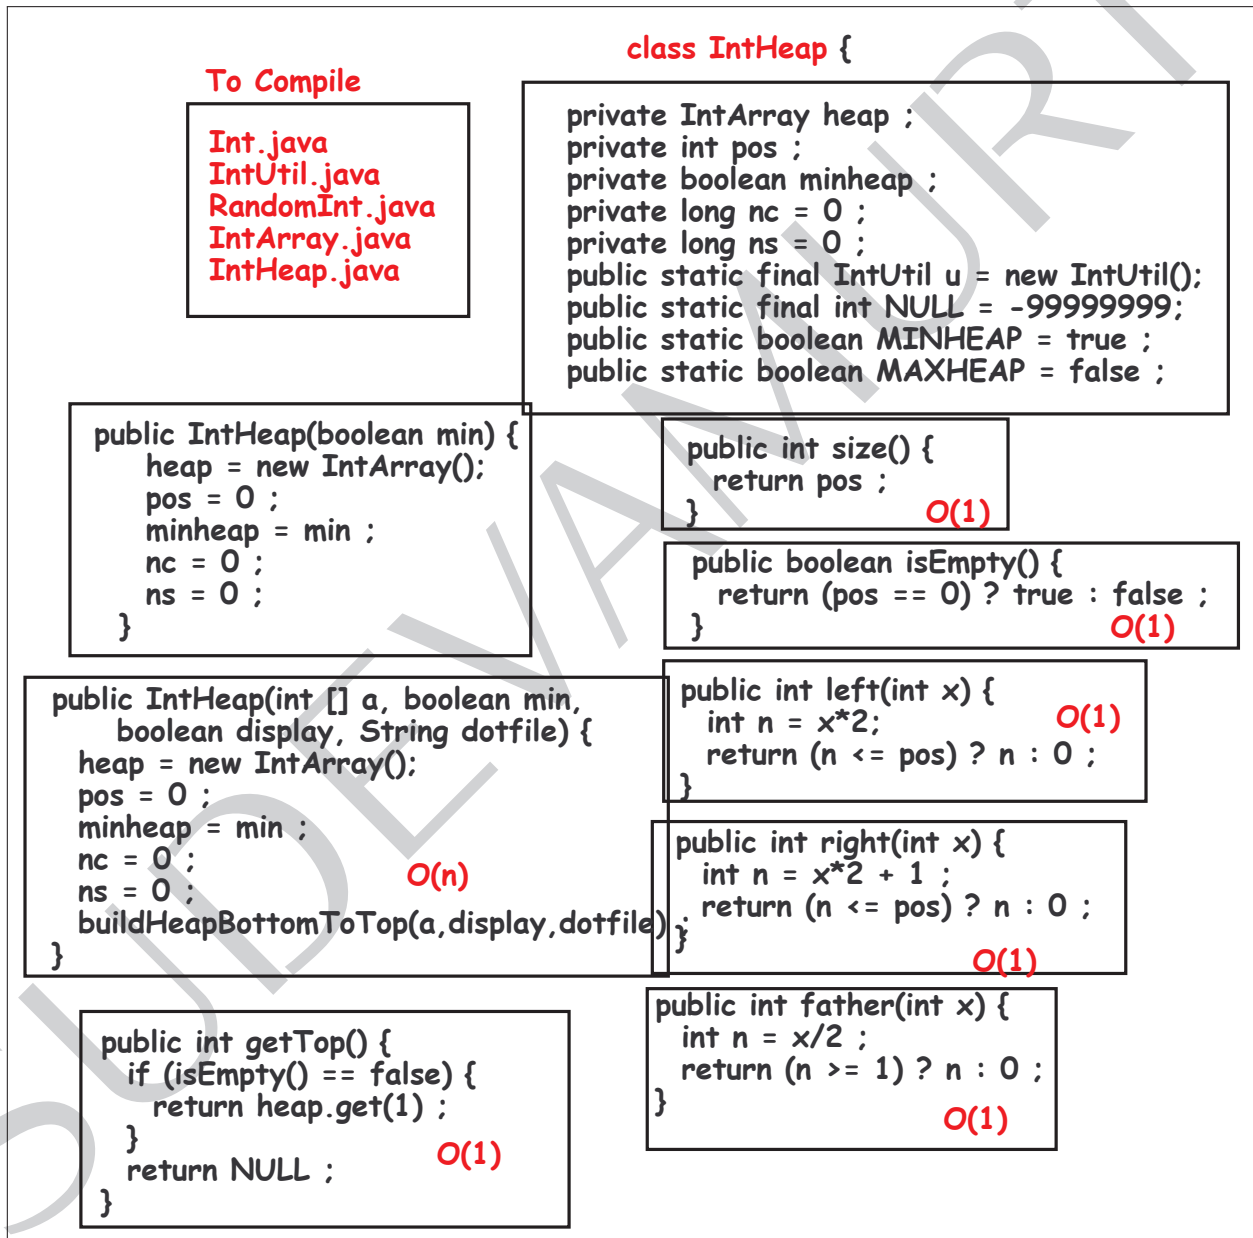 class IntHeap {
To Compile
Int.java
IntUtil.java
RandomInt.java
IntArray.java
IntHeap.java
private IntArray heap ;
private int pos ;
private boolean minheap ;
private long nc = 0 ;
private long ns = 0 ;
public static final IntUtil u = new IntUtil();
public static final int NULL = -99999999;
public static boolean MINHEAP = true ;
public static boolean MAXHEAP = false ;
public IntHeap(boolean min) {
heap = new IntArray();
pos = 0 ;
minheap = min ;
nc = 0 ;
ns = 0 ;
}
public int size() {
return pos ;
}
O(1)
public boolean isEmpty() {
return (pos == 0) ? true : false ;
}
O(1)
public IntHeap(int [] a, boolean min,
boolean display, String dotfile) {
heap = new IntArray();
pos = 0 ;
minheap = min ;
nc = 0 ;
ns = 0 ;
O(n)
buildHeapBottomToTop(a,display,dotfile) ;
}
public int left(int x) {
int n = x*2;
O(1)
return (n <= pos) ? n : 0 ;
}
public int right(int x) {
int n = x*2 + 1 ;
return (n <= pos) ? n : 0 ;
}
O(1)
public int getTop() {
if (isEmpty() == false) {
return heap.get(1) ;
}
O(1)
return NULL ;
}
public int father(int x) {
int n = x/2 ;
return (n >= 1) ? n : 0 ;
}
O(1)
SUDEVAMURT